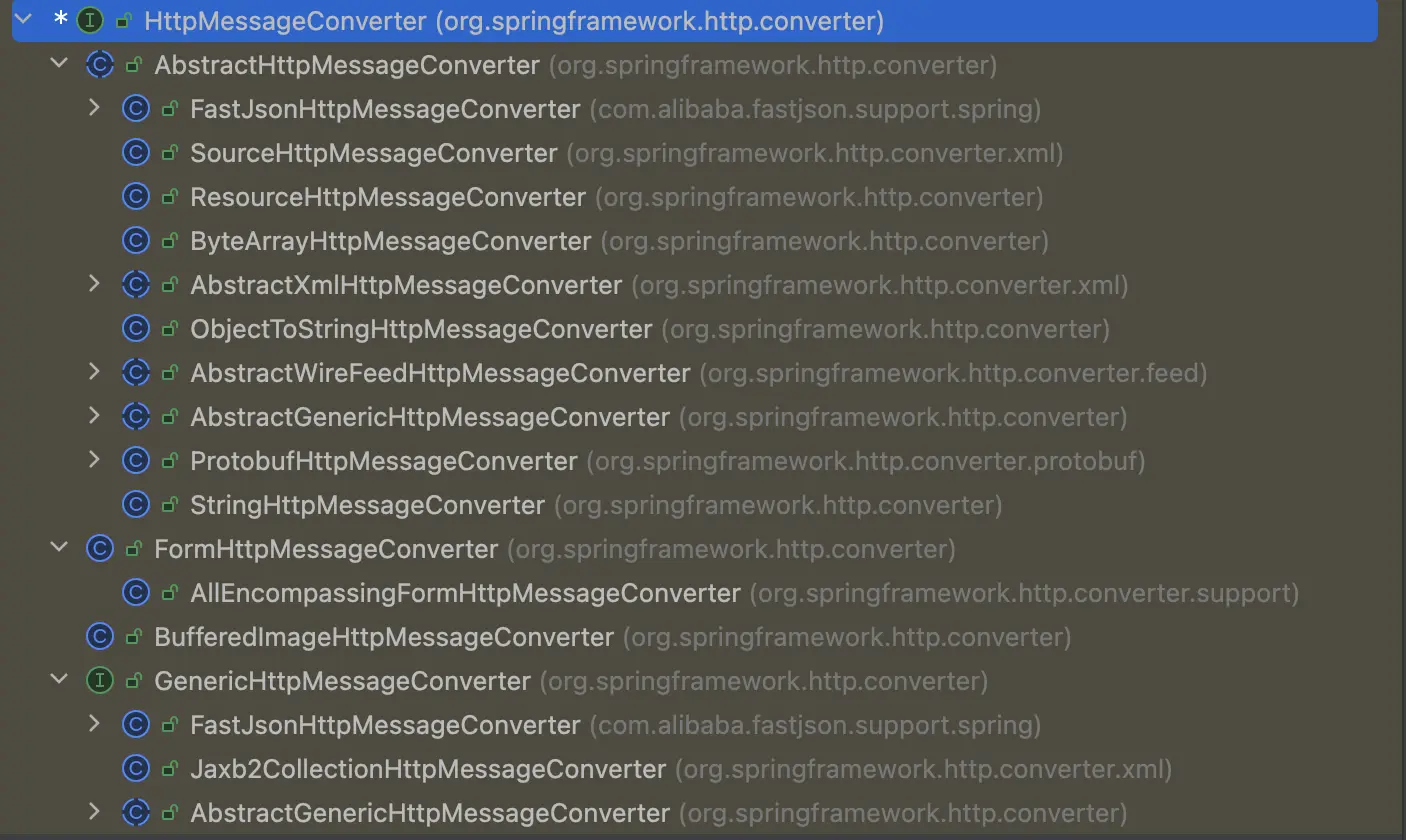 * I HttpMessageConverter (org.springframework.http.converter)
C AbstractHttpMessageConverter (org.springframework.http.converter)
C FastJsonHttpMessageConverter (com.alibaba.fastjson.support.spring)
C SourceHttpMessageConverter (org.springframework.http.converter.xml)
C ResourceHttpMessageConverter (org.springframework.http.converter)
C ByteArrayHttpMessageConverter (org.springframework.http.converter)
C AbstractXmlHttpMessageConverter (org.springframework.http.converter.xml)
C ObjectToStringHttpMessageConverter (org.springframework.http.converter)
C AbstractWireFeedHttpMessageConverter (org.springframework.http.converter.feed)
C AbstractGenericHttpMessageConverter (org.springframework.http.converter)
C ProtobufHttpMessageConverter (org.springframework.http.converter.protobuf)
C StringHttpMessageConverter (org.springframework.http.converter)
C FormHttpMessageConverter (org.springframework.http.converter)
C AllEncompassingFormHttpMessageConverter (org.springframework.http.converter.support)
C BufferedImageHttpMessageConverter (org.springframework.http.converter)
I GenericHttpMessageConverter (org.springframework.http.converter)
C FastJsonHttpMessageConverter (com.alibaba.fastjson.support.spring)
C Jaxb2CollectionHttpMessageConverter (org.springframework.http.converter.xml)
C AbstractGenericHttpMessageConverter (org.springframework.http.converter)